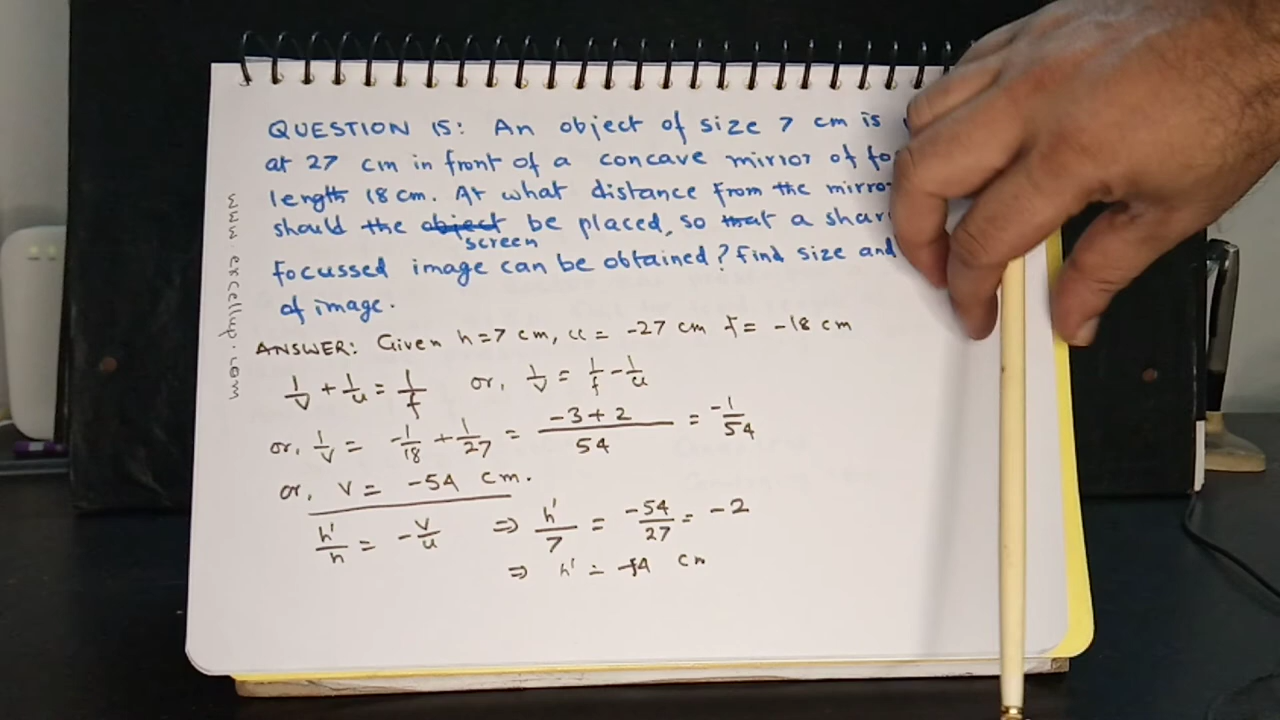 QUESTION 15: An object of size 7 cm is
at 27 cm in front of a concave mirror of
length 18 cm. At what distance from the
should the object be placed, so that a
screen
focussed image can be obtained? Find size and
of image.
ANSWER: Given h = 7 cm, u = -27 cm f = -18 cm
1/v + 1/u = 1/f or, 1/v = 1/f - 1/u
or, 1/v = -1/18 + 1/27 = -3+2/54 = -1/54
or, v = -54 cm.
h'/h = -v/u ⇒ h'/7 = -54/27 = -2
⇒ h' = -14 cm
www.excellup.com